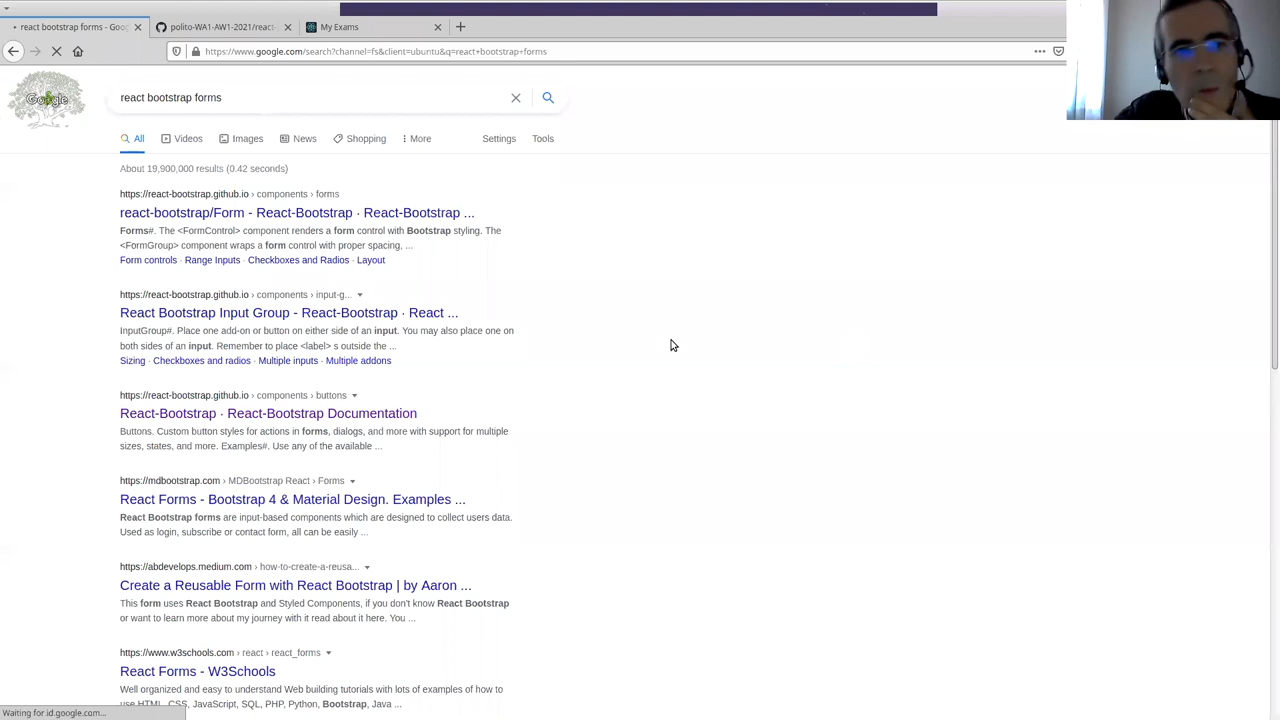 react bootstrap forms - Goog
polito-WA1-AW1-2021/react-
My Exams
https://www.google.com/search?channel=fs&client=ubuntu&q=react+bootstrap+forms
Google
react bootstrap forms
All
Videos
Images
News
Shopping
More
Settings
Tools
About 19,900,000 results (0.42 seconds)
https://react-bootstrap.github.io › components › forms
react-bootstrap/Form - React-Bootstrap · React-Bootstrap ...
Forms#. The <FormControl> component renders a form control with Bootstrap styling. The
<FormGroup> component wraps a form control with proper spacing, ...
Form controls · Range Inputs · Checkboxes and Radios · Layout
https://react-bootstrap.github.io › components › input-g...
React Bootstrap Input Group - React-Bootstrap · React ...
InputGroup#. Place one add-on or button on either side of an input. You may also place one on
both sides of an input. Remember to place <label> s outside the ...
Sizing · Checkboxes and radios · Multiple inputs · Multiple addons
https://react-bootstrap.github.io › components › buttons
React-Bootstrap · React-Bootstrap Documentation
Buttons. Custom button styles for actions in forms, dialogs, and more with support for multiple
sizes, states, and more. Examples#. Use any of the available ...
https://mdbootstrap.com › MDBootstrap React › Forms
React Forms - Bootstrap 4 & Material Design. Examples ...
React Bootstrap forms are input-based components which are designed to collect users data.
Used as login, subscribe or contact form, all can be easily ...
https://abdevelops.medium.com › how-to-create-a-reusa...
Create a Reusable Form with React Bootstrap | by Aaron ...
This form uses React Bootstrap and Styled Components, if you don't know React Bootstrap
or want to learn more about my journey with it read about it here. You ...
https://www.w3schools.com › react › react_forms
React Forms - W3Schools
Well organized and easy to understand Web building tutorials with lots of examples of how to
use HTML, CSS, JavaScript, SQL, PHP, Python, Bootstrap, Java ...
Waiting for id.google.com...